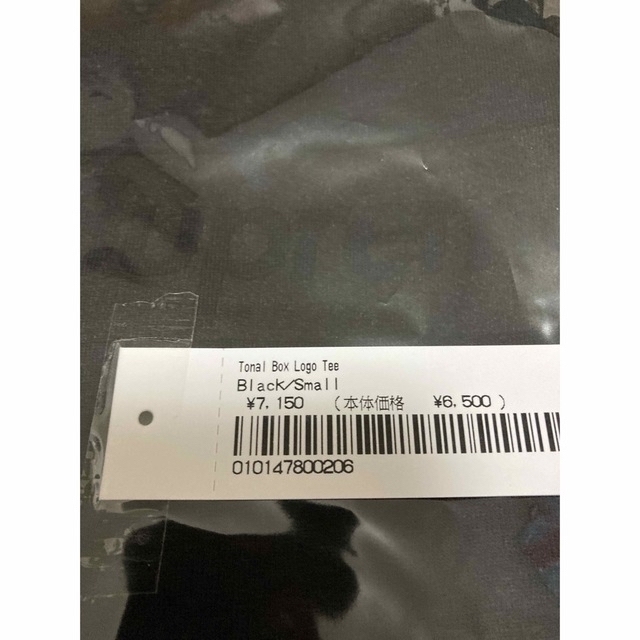 Tonal Box Logo Tee
Black/Small
¥7,150 (本体価格 ¥6,500)
010147800206